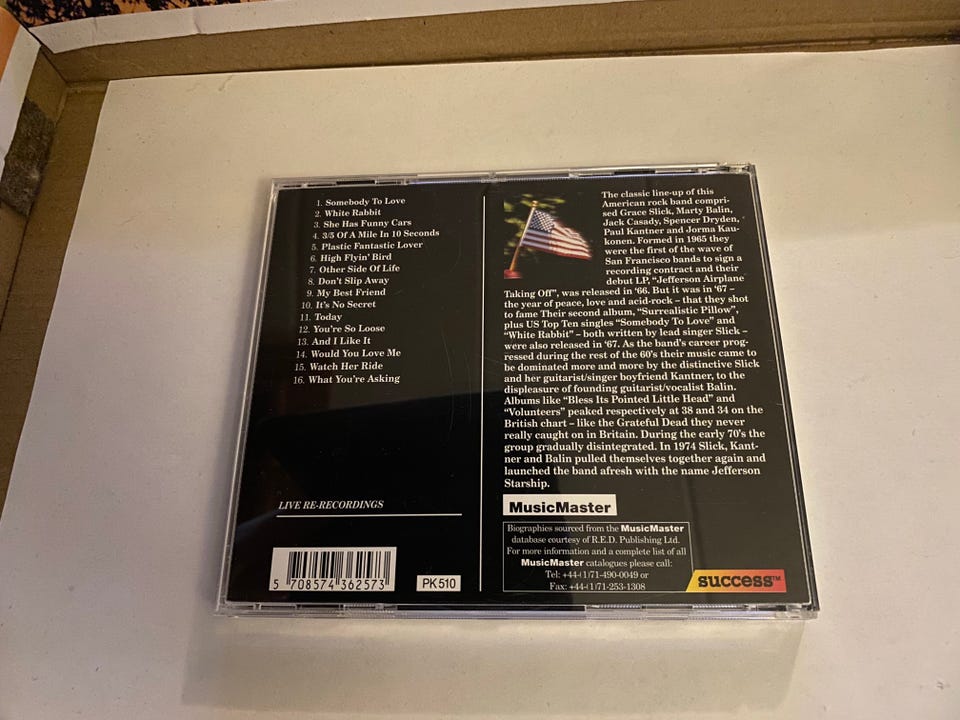 1. Somebody To Love
2. White Rabbit
3. She Has Funny Cars
4. 3/5 Of A Mile In 10 Seconds
5. Plastic Fantastic Lover
6. High Flyin' Bird
7. Other Side Of Life
8. Don't Slip Away
9. My Best Friend
10. It's No Secret
11. Today
12. You're So Loose
13. And I Like It
14. Would You Love Me
15. Watch Her Ride
16. What You're Asking
LIVE RE-RECORDINGS
5 708574 362573
PK 510
The classic line-up of this
American rock band compri-
sed Grace Slick, Marty Balin,
Jack Casady, Spencer Dryden,
Paul Kantner and Jorma Kau-
konen. Formed in 1965 they
were the first of the wave of
San Francisco bands to sign a
recording contract and their
debut LP, "Jefferson Airplane
Taking Off", was released in '66. But it was in '67 –
the year of peace, love and acid-rock – that they shot
to fame Their second album, "Surrealistic Pillow",
plus US Top Ten singles "Somebody To Love" and
"White Rabbit" – both written by lead singer Slick –
were also released in '67. As the band's career prog-
ressed during the rest of the 60's their music came to
be dominated more and more by the distinctive Slick
and her guitarist/singer boyfriend Kantner, to the
displeasure of founding guitarist/vocalist Balin.
Albums like "Bless Its Pointed Little Head" and
"Volunteers" peaked respectively at 38 and 34 on the
British chart – like the Grateful Dead they never
really caught on in Britain. During the early 70's the
group gradually disintegrated. In 1974 Slick, Kant-
ner and Balin pulled themselves together again and
launched the band afresh with the name Jefferson
Starship.
MusicMaster
Biographies sourced from the MusicMaster
database courtesy of R.E.D. Publishing Ltd.
For more information and a complete list of all
MusicMaster catalogues please call:
Tel: +44-(1)71-490-0049 or
Fax: +44-(1)71-253-1308
success™